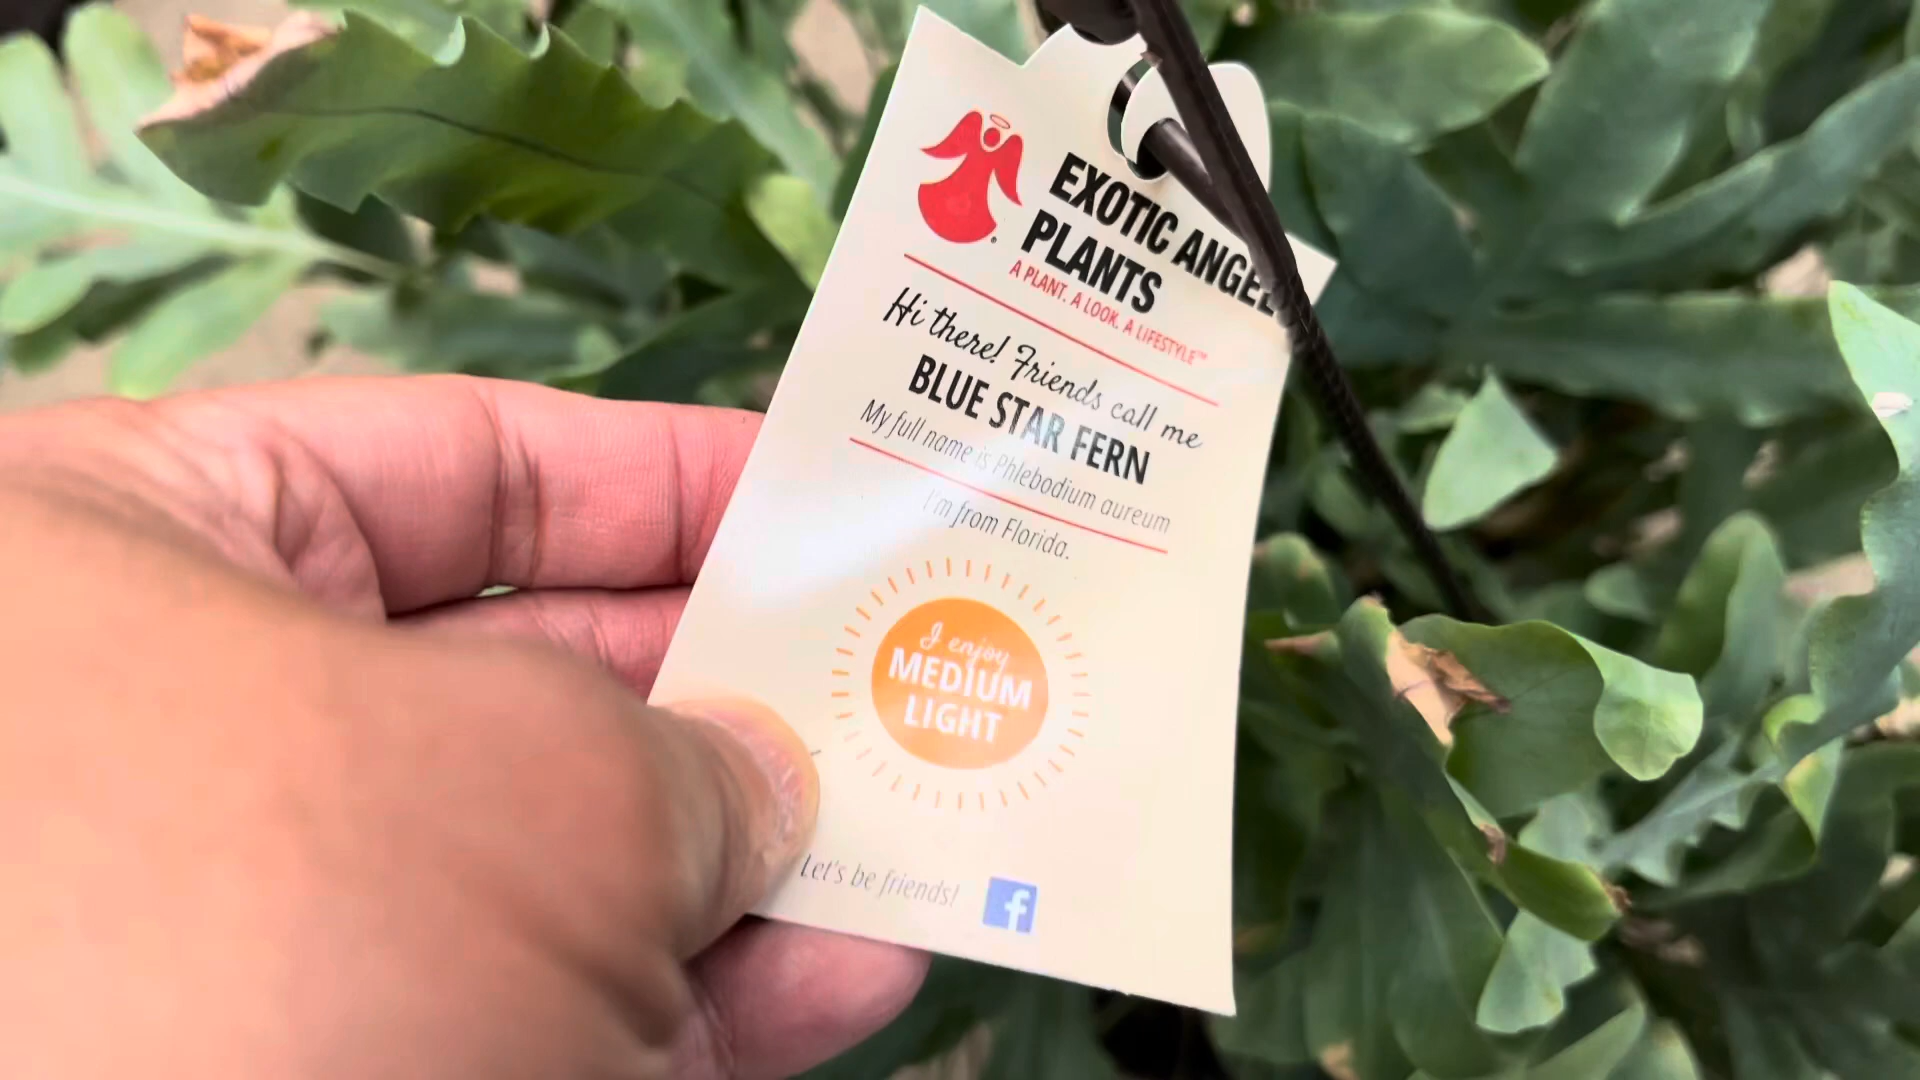 EXOTIC ANGEL
PLANTS
A PLANT. A LOOK. A LIFESTYLE™
Hi there! Friends call me
BLUE STAR FERN
My full name is Phlebodium aureum
I'm from Florida.
I enjoy
MEDIUM
LIGHT
Let's be friends!
f